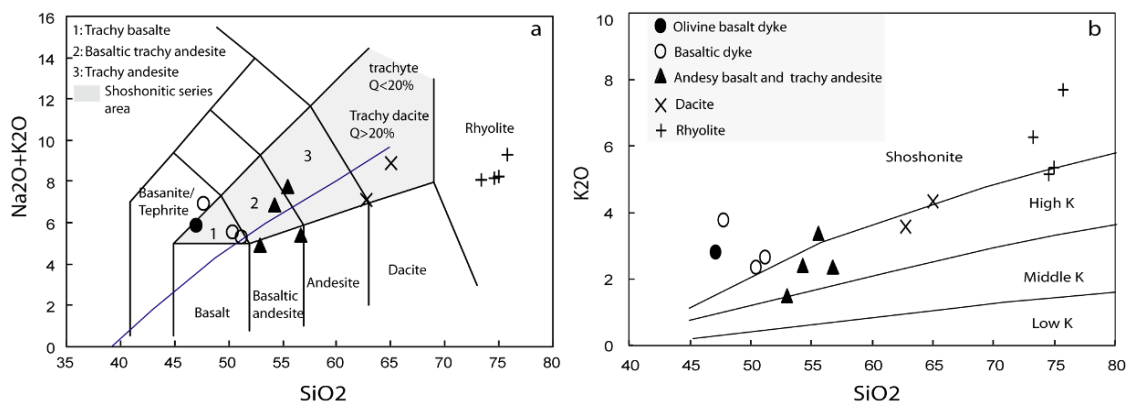 a
1: Trachy basalte
2: Basaltic trachy andesite
3: Trachy andesite
Shoshonitic series
area
trachyte
Q<20%
Trachy dacite
Q>20%
Rhyolite
3
2
1
Basanite/
Tephrite
Basalt
Basaltic
andesite
Andesite
Dacite
Na2O+K2O
16
14
12
10
8
6
4
2
0
35
40
45
50
55
60
65
70
75
80
SiO2
b
Olivine basalt dyke
Basaltic dyke
Andesy basalt and trachy andesite
Dacite
Rhyolite
Shoshonite
High K
Middle K
Low K
K2O
10
8
6
4
2
0
40
45
50
55
60
65
70
75
80
SiO2